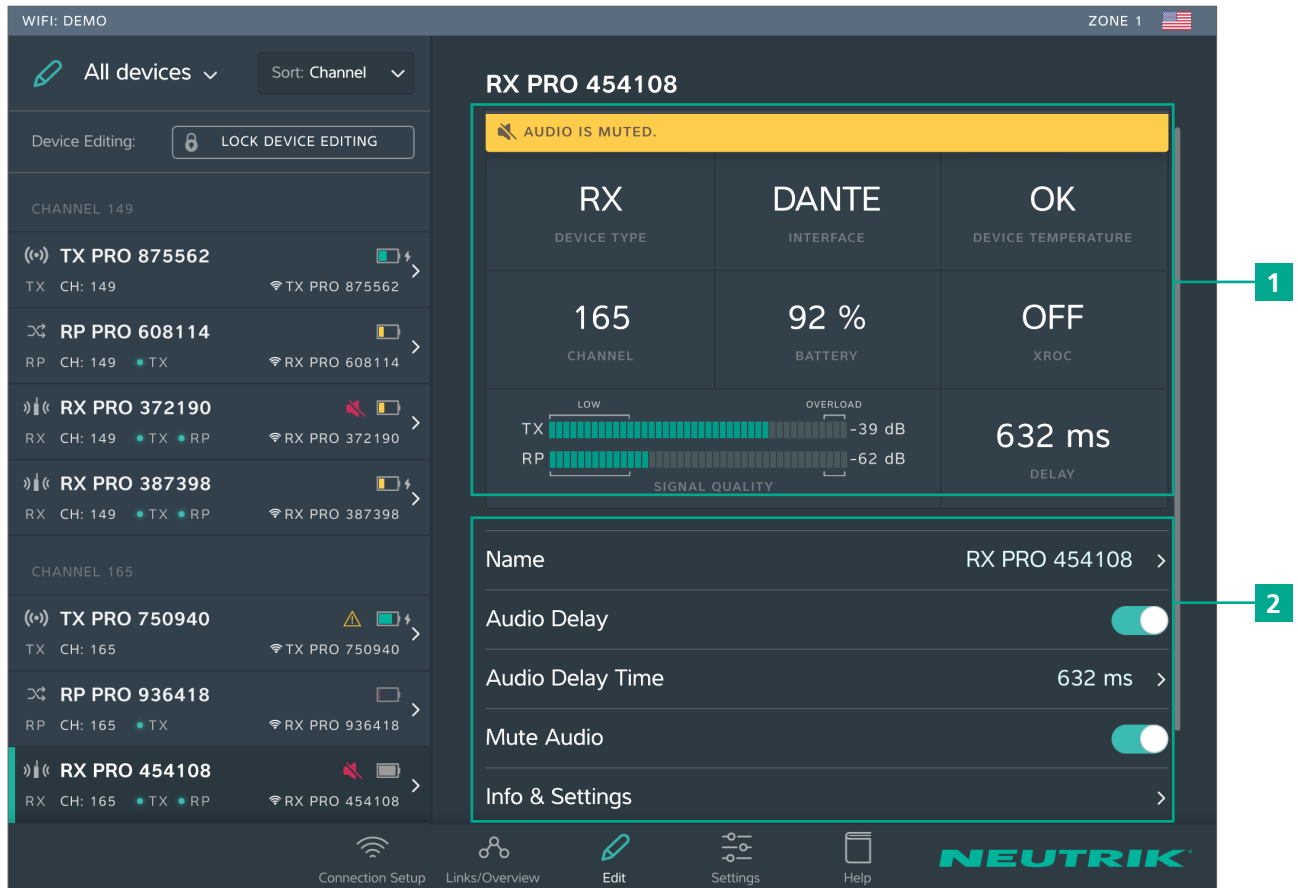 WIFI: DEMO
ZONE 1
All devices
Sort: Channel
Device Editing:
LOCK DEVICE EDITING
CHANNEL 149
TX PRO 875562
TX CH: 149
TX PRO 875562
RP PRO 608114
RP CH: 149 • TX
RX PRO 608114
RX PRO 372190
RX CH: 149 • TX • RP
RX PRO 372190
RX PRO 387398
RX CH: 149 • TX • RP
RX PRO 387398
CHANNEL 165
TX PRO 750940
TX CH: 165
TX PRO 750940
RP PRO 936418
RP CH: 165 • TX
RX PRO 936418
RX PRO 454108
RX CH: 165 • TX • RP
RX PRO 454108
RX PRO 454108
AUDIO IS MUTED.
RX
DEVICE TYPE
DANTE
INTERFACE
OK
DEVICE TEMPERATURE
165
CHANNEL
92 %
BATTERY
OFF
XROC
LOW
OVERLOAD
TX -39 dB
RP -62 dB
SIGNAL QUALITY
632 ms
DELAY
1
Name
RX PRO 454108
Audio Delay
Audio Delay Time
632 ms
Mute Audio
Info & Settings
2
Connection Setup
Links/Overview
Edit
Settings
Help
NEUTRIK